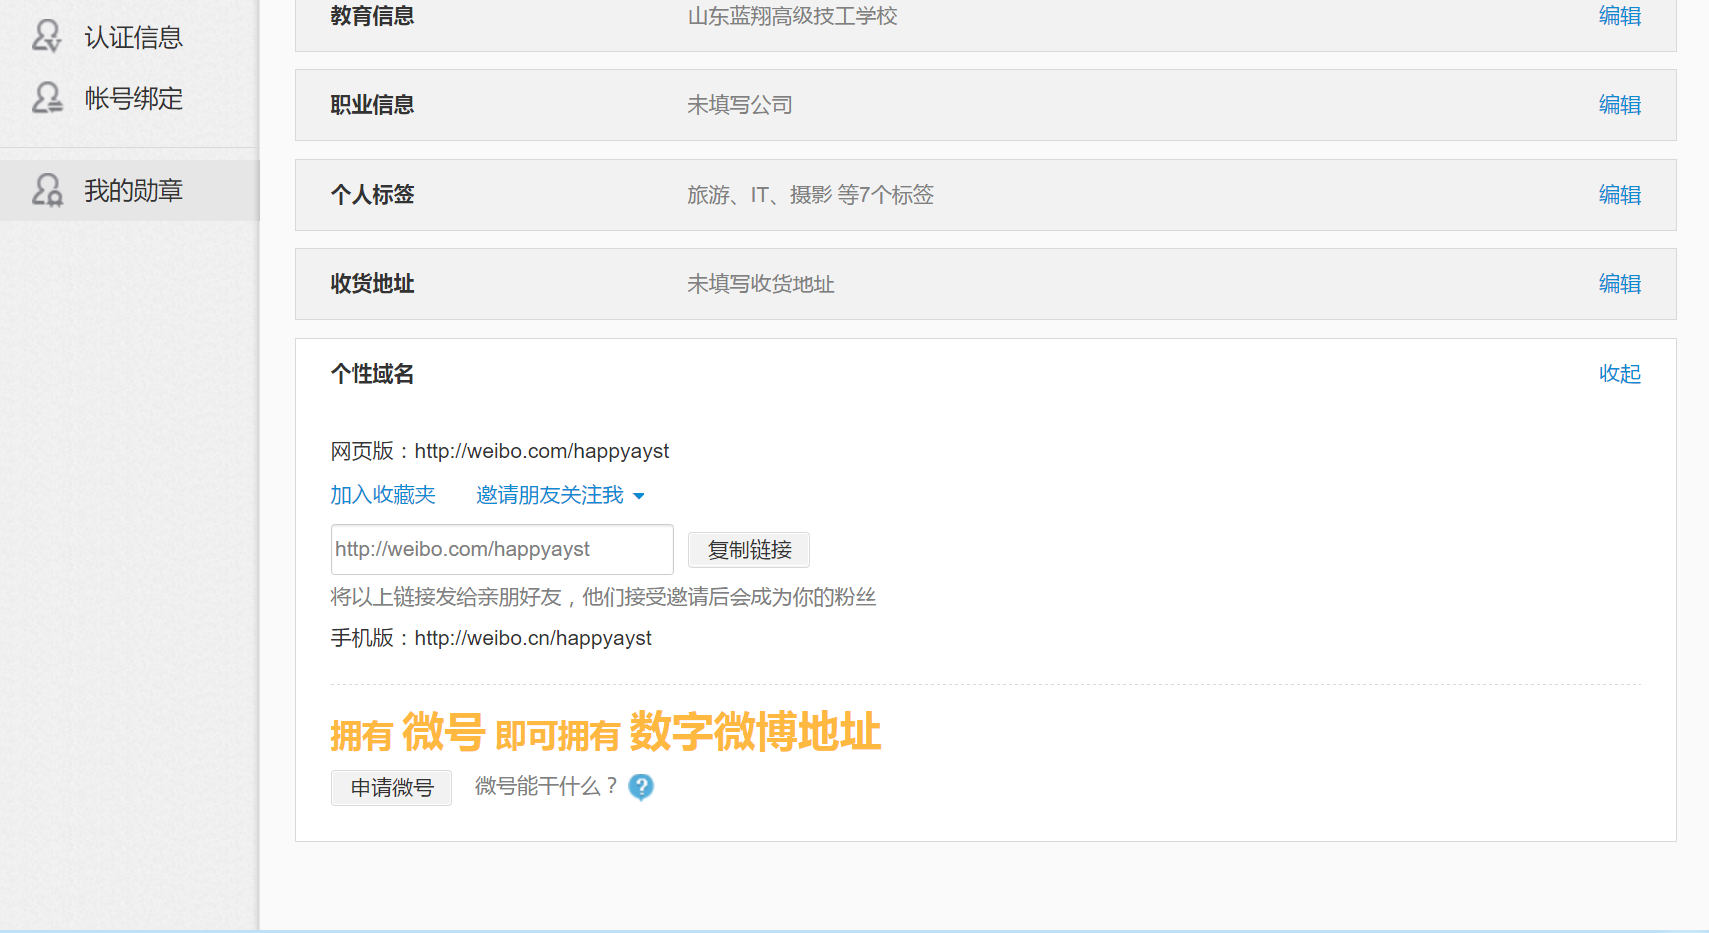 认证信息
帐号绑定
我的勋章
教育信息 山东蓝翔高级技工学校 编辑
职业信息 未填写公司 编辑
个人标签 旅游、IT、摄影 等7个标签 编辑
收货地址 未填写收货地址 编辑
个性域名 收起
网页版：http://weibo.com/happyayst
加入收藏夹 邀请朋友关注我
http://weibo.com/happyayst 复制链接
将以上链接发给亲朋好友，他们接受邀请后会成为你的粉丝
手机版：http://weibo.cn/happyayst
拥有 微号 即可拥有 数字微博地址
申请微号 微号能干什么？ ?